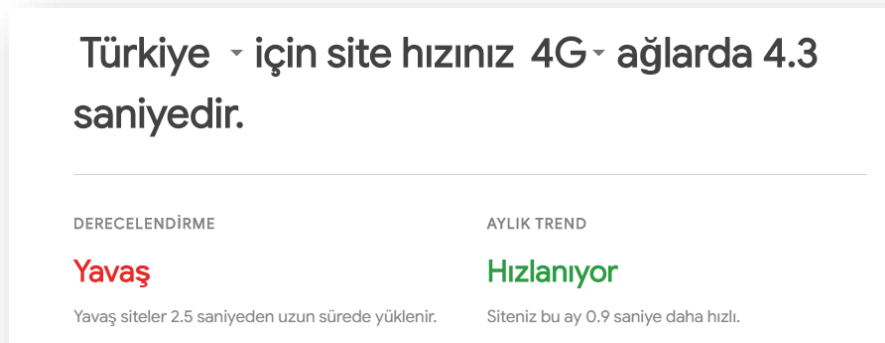 Türkiye için site hızınız 4G ağlarda 4.3
saniyedir.
DERECELENDİRME
Yavaş
Yavaş siteler 2.5 saniyeden uzun sürede yüklenir.
AYLIK TREND
Hızlanıyor
Siteniz bu ay 0.9 saniye daha hızlı.